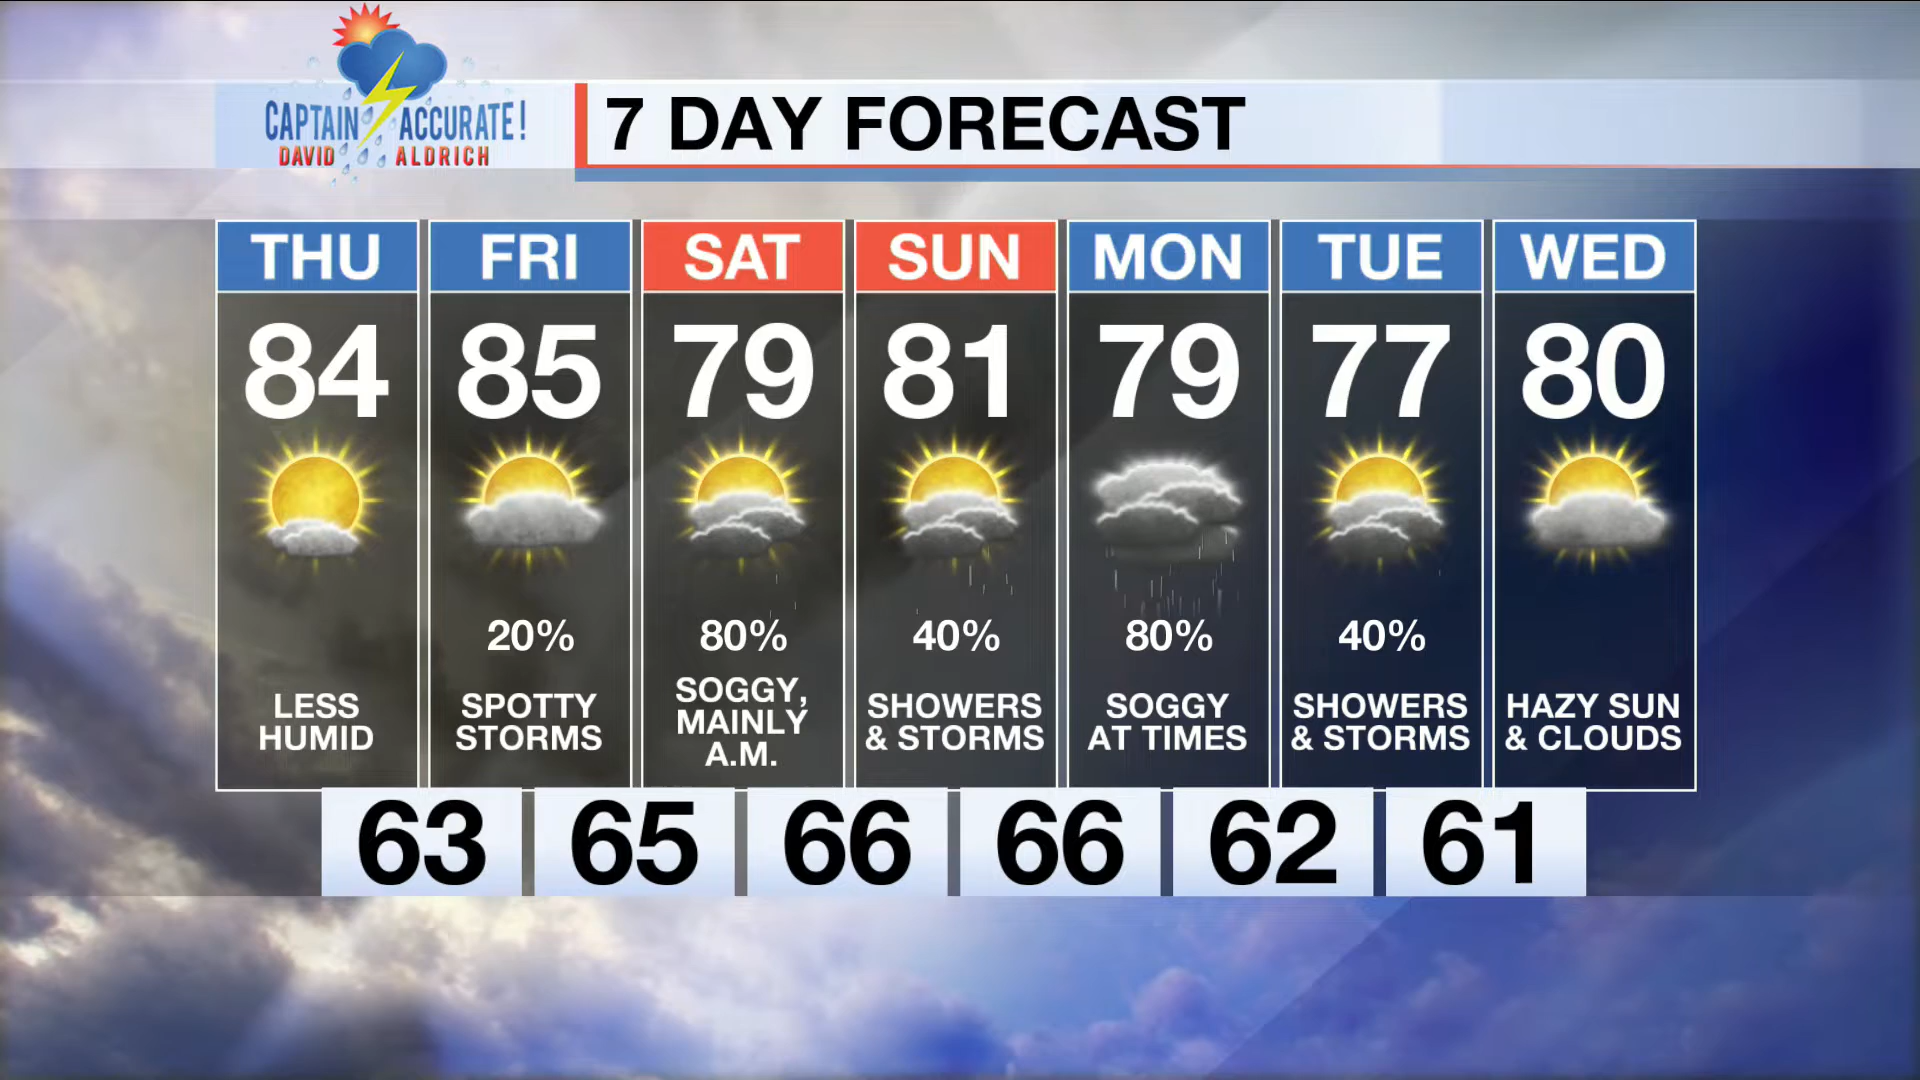 CAPTAIN ACCURATE!
DAVID ALDRICH
7 DAY FORECAST
THU
84
LESS
HUMID
FRI
85
20%
SPOTTY
STORMS
SAT
79
80%
SOGGY,
MAINLY
A.M.
SUN
81
40%
SHOWERS
& STORMS
MON
79
80%
SOGGY
AT TIMES
TUE
77
40%
SHOWERS
& STORMS
WED
80
HAZY SUN
& CLOUDS
63 65 66 66 62 61